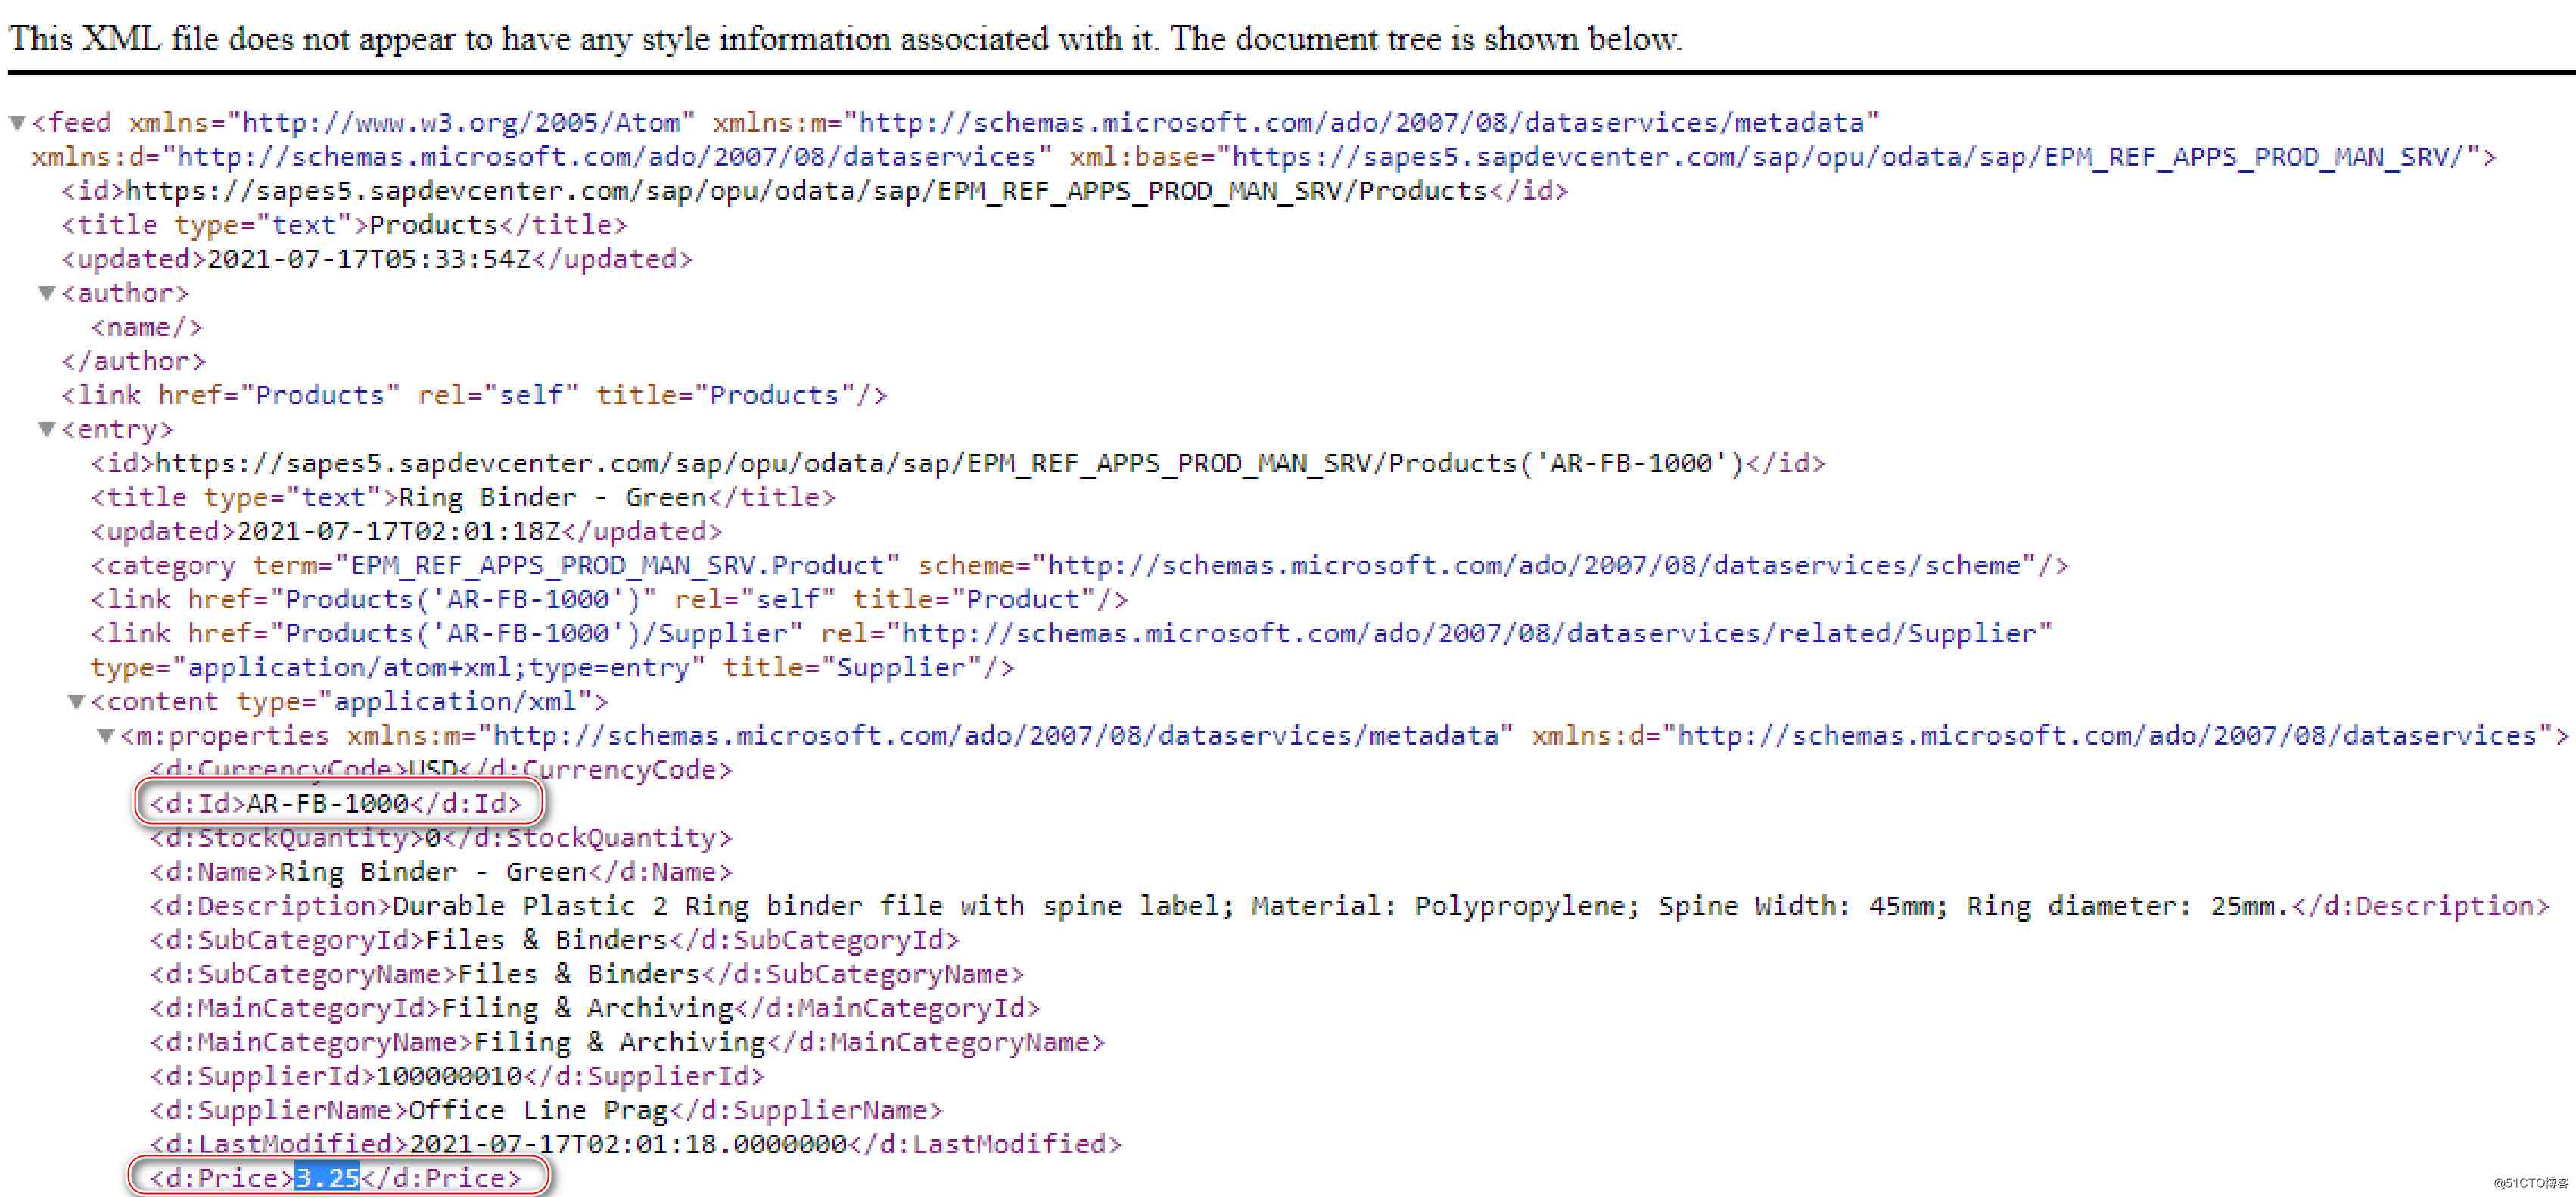 This XML file does not appear to have any style information associated with it. The document tree is shown below.
▼<feed xmlns="http://www.w3.org/2005/Atom" xmlns:m="http://schemas.microsoft.com/ado/2007/08/dataservices/metadata"
xmlns:d="http://schemas.microsoft.com/ado/2007/08/dataservices" xml:base="https://sapes5.sapdevcenter.com/sap/opu/odata/sap/EPM_REF_APPS_PROD_MAN_SRV/">
<id>https://sapes5.sapdevcenter.com/sap/opu/odata/sap/EPM_REF_APPS_PROD_MAN_SRV/Products</id>
<title type="text">Products</title>
<updated>2021-07-17T05:33:54Z</updated>
▼<author>
<name/>
</author>
<link href="Products" rel="self" title="Products"/>
▼<entry>
<id>https://sapes5.sapdevcenter.com/sap/opu/odata/sap/EPM_REF_APPS_PROD_MAN_SRV/Products('AR-FB-1000')</id>
<title type="text">Ring Binder - Green</title>
<updated>2021-07-17T02:01:18Z</updated>
<category term="EPM_REF_APPS_PROD_MAN_SRV.Product" scheme="http://schemas.microsoft.com/ado/2007/08/dataservices/scheme"/>
<link href="Products('AR-FB-1000')" rel="self" title="Product"/>
<link href="Products('AR-FB-1000')/Supplier" rel="http://schemas.microsoft.com/ado/2007/08/dataservices/related/Supplier"
type="application/atom+xml;type=entry" title="Supplier"/>
▼<content type="application/xml">
▼<m:properties xmlns:m="http://schemas.microsoft.com/ado/2007/08/dataservices/metadata" xmlns:d="http://schemas.microsoft.com/ado/2007/08/dataservices">
<d:CurrencyCode>USD</d:CurrencyCode>
<d:Id>AR-FB-1000</d:Id>
<d:StockQuantity>0</d:StockQuantity>
<d:Name>Ring Binder - Green</d:Name>
<d:Description>Durable Plastic 2 Ring binder file with spine label; Material: Polypropylene; Spine Width: 45mm; Ring diameter: 25mm.</d:Description>
<d:SubCategoryId>Files & Binders</d:SubCategoryId>
<d:SubCategoryName>Files & Binders</d:SubCategoryName>
<d:MainCategoryId>Filing & Archiving</d:MainCategoryId>
<d:MainCategoryName>Filing & Archiving</d:MainCategoryName>
<d:SupplierId>100000010</d:SupplierId>
<d:SupplierName>Office Line Prag</d:SupplierName>
<d:LastModified>2021-07-17T02:01:18.0000000</d:LastModified>
<d:Price>3.25</d:Price>
@51CTO博客